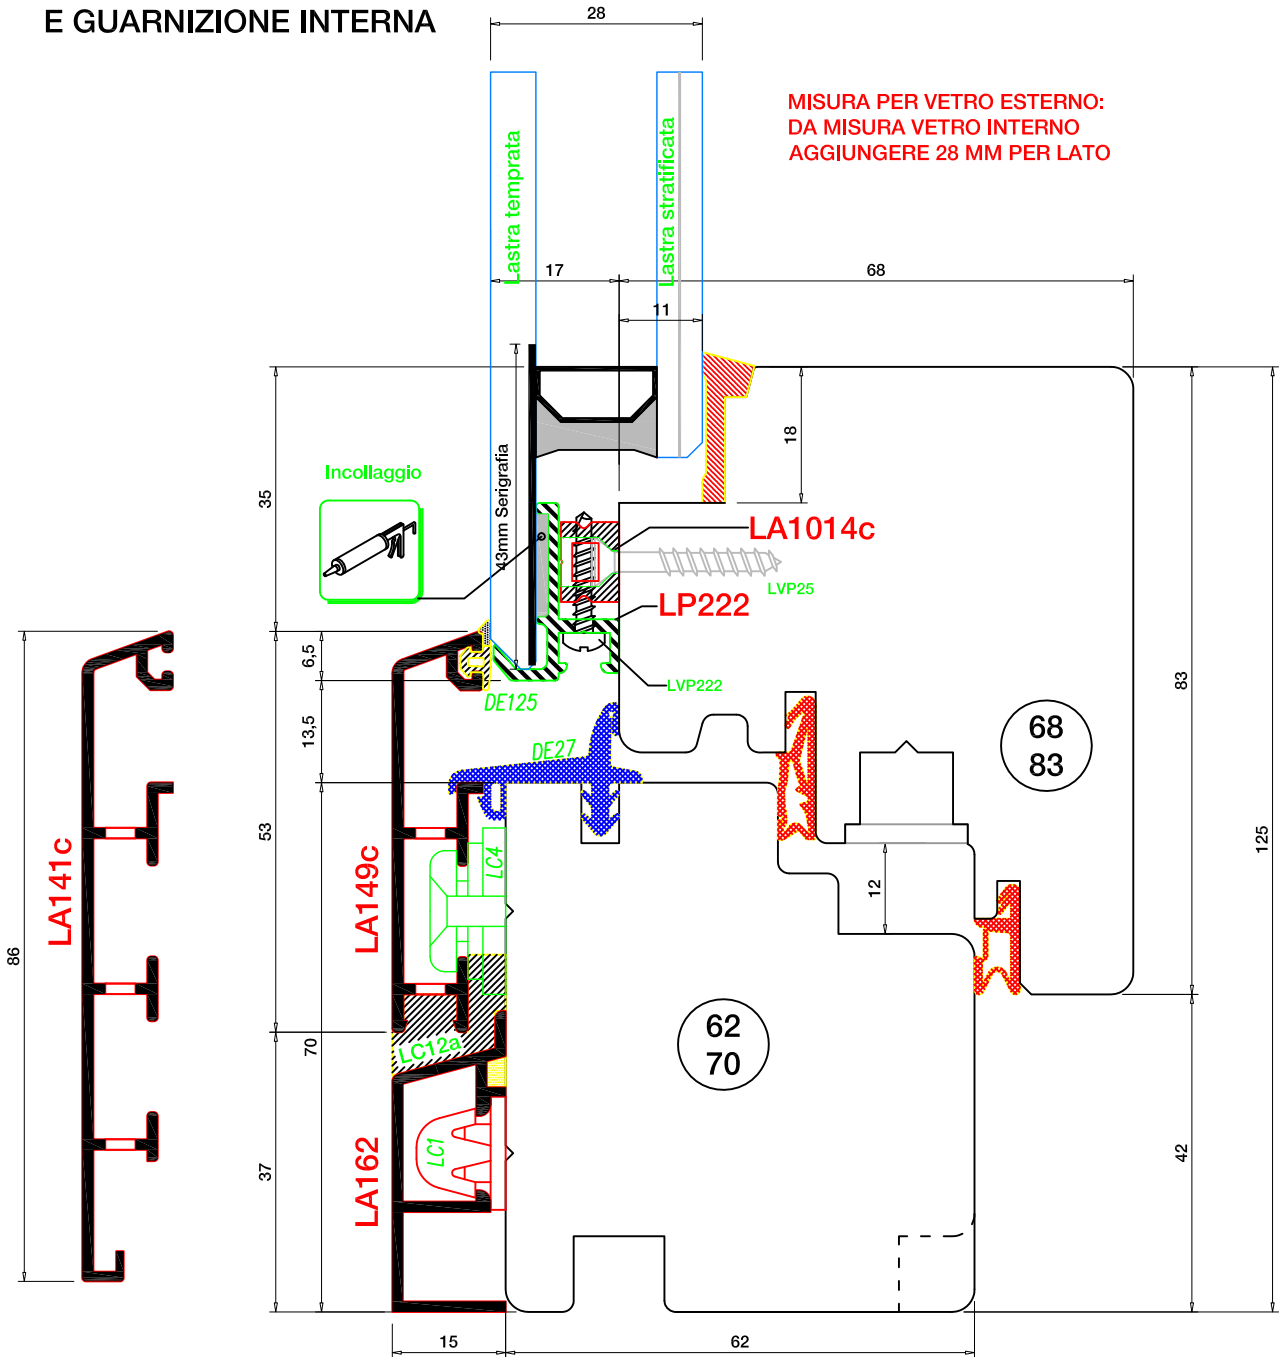 E GUARNIZIONE INTERNA
28
MISURA PER VETRO ESTERNO:
DA MISURA VETRO INTERNO
AGGIUNGERE 28 MM PER LATO
Lastra temprata
Lastra stratificata
17
68
11
18
35
43mm Serigrafia
Incollaggio
LA1014c
LVP25
LP222
LVP222
6,5
DE125
13,5
DE27
83
68
83
125
LA141c
LA149c
LC4
53
12
86
70
LC12a
62
70
LA162
LC1
37
42
15
62